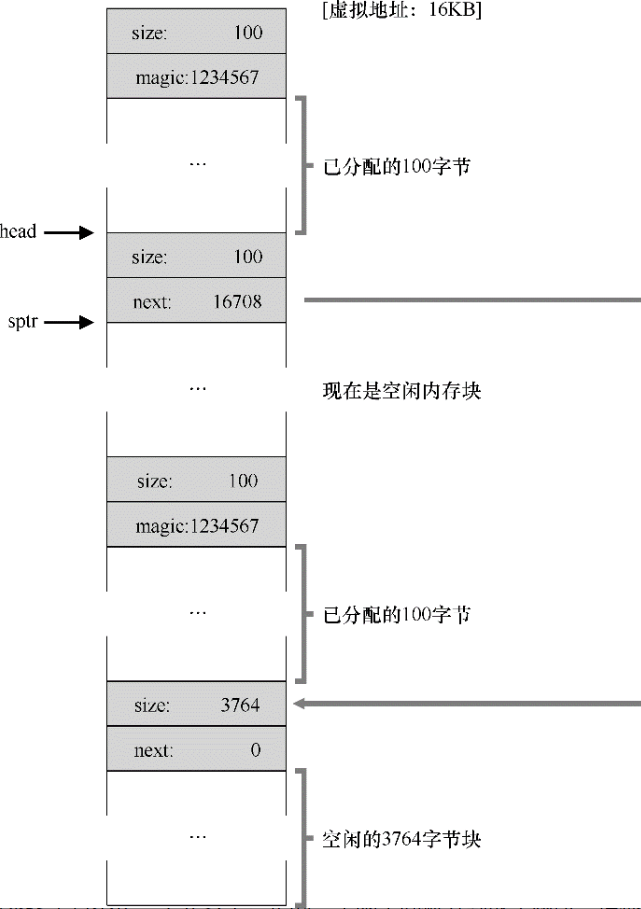 [虚拟地址：16KB]
size: 100
magic:1234567
...
已分配的100字节
head
size: 100
next: 16708
sptr
...
现在是空闲内存块
size: 100
magic:1234567
...
已分配的100字节
size: 3764
next: 0
...
空闲的3764字节块